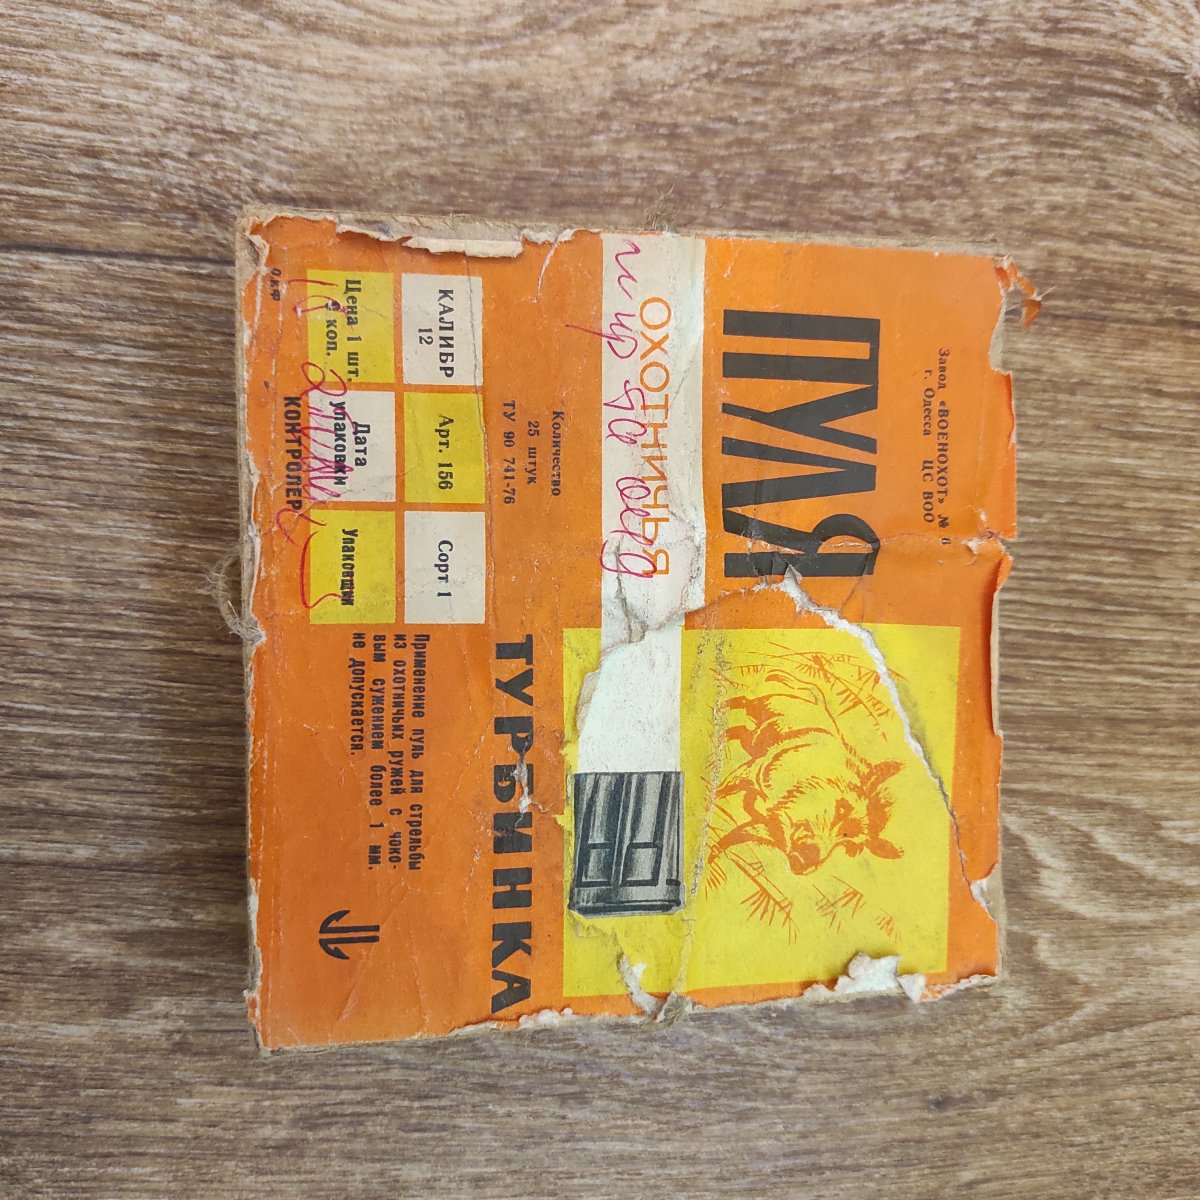 Завод «ВОЕНОХОТ» № 6
г. Одесса ЦС ВОО
ПУЛЯ
ОХОТНИЧЬЯ
ТУРБИНКА
Количество
25 штук
ТУ 90 741-76
КАЛИБР
12
Арт. 156
Сорт 1
Цена 1 шт.
9 коп.
Дата
упаковки
Упаковщик
КОНТРОЛЕР
Применение пуль для стрельбы
из охотничьих ружей с чоко-
вым сужением более 1 мм.
не допускается.